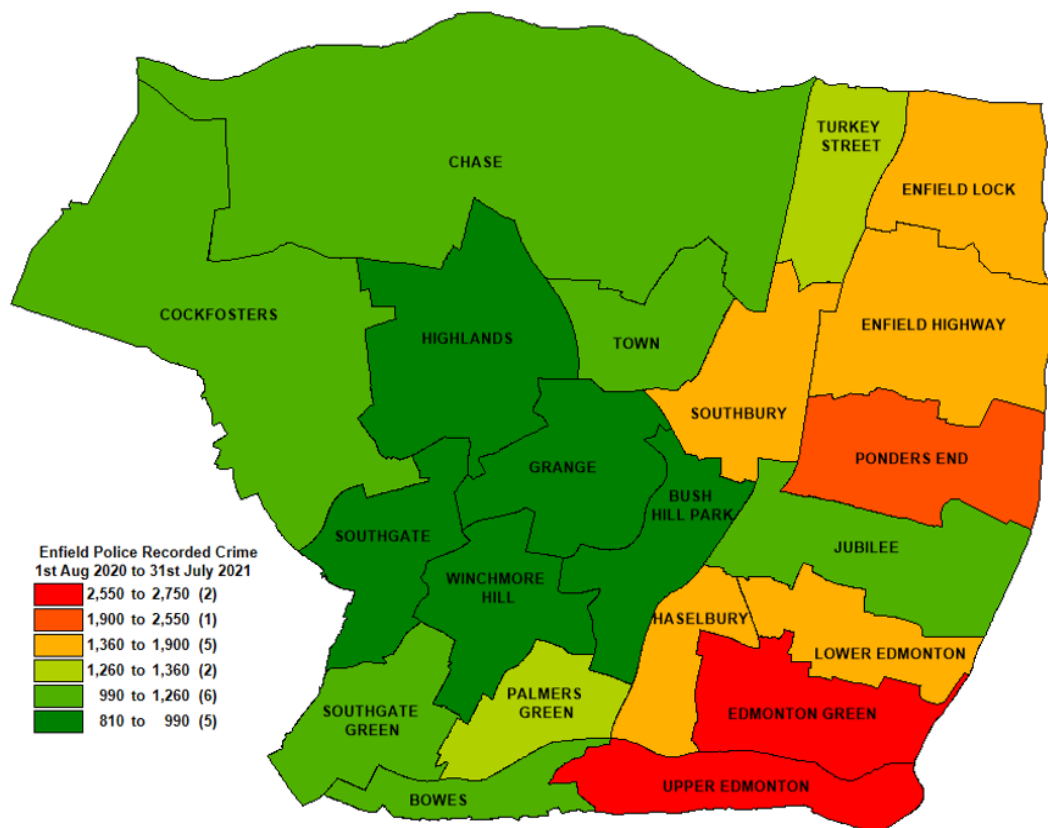 TURKEY
STREET
CHASE
ENFIELD LOCK
COCKFOSTERS
HIGHLANDS
TOWN
ENFIELD HIGHWAY
SOUTHBURY
PONDERS END
GRANGE
BUSH
HILL PARK
SOUTHGATE
JUBILEE
WINCHMORE
HILL
HASELBURY
LOWER EDMONTON
PALMERS
GREEN
SOUTHGATE
GREEN
EDMONTON GREEN
UPPER EDMONTON
BOWES
Enfield Police Recorded Crime
1st Aug 2020 to 31st July 2021
2,550 to 2,750 (2)
1,900 to 2,550 (1)
1,360 to 1,900 (5)
1,260 to 1,360 (2)
990 to 1,260 (6)
810 to 990 (5)